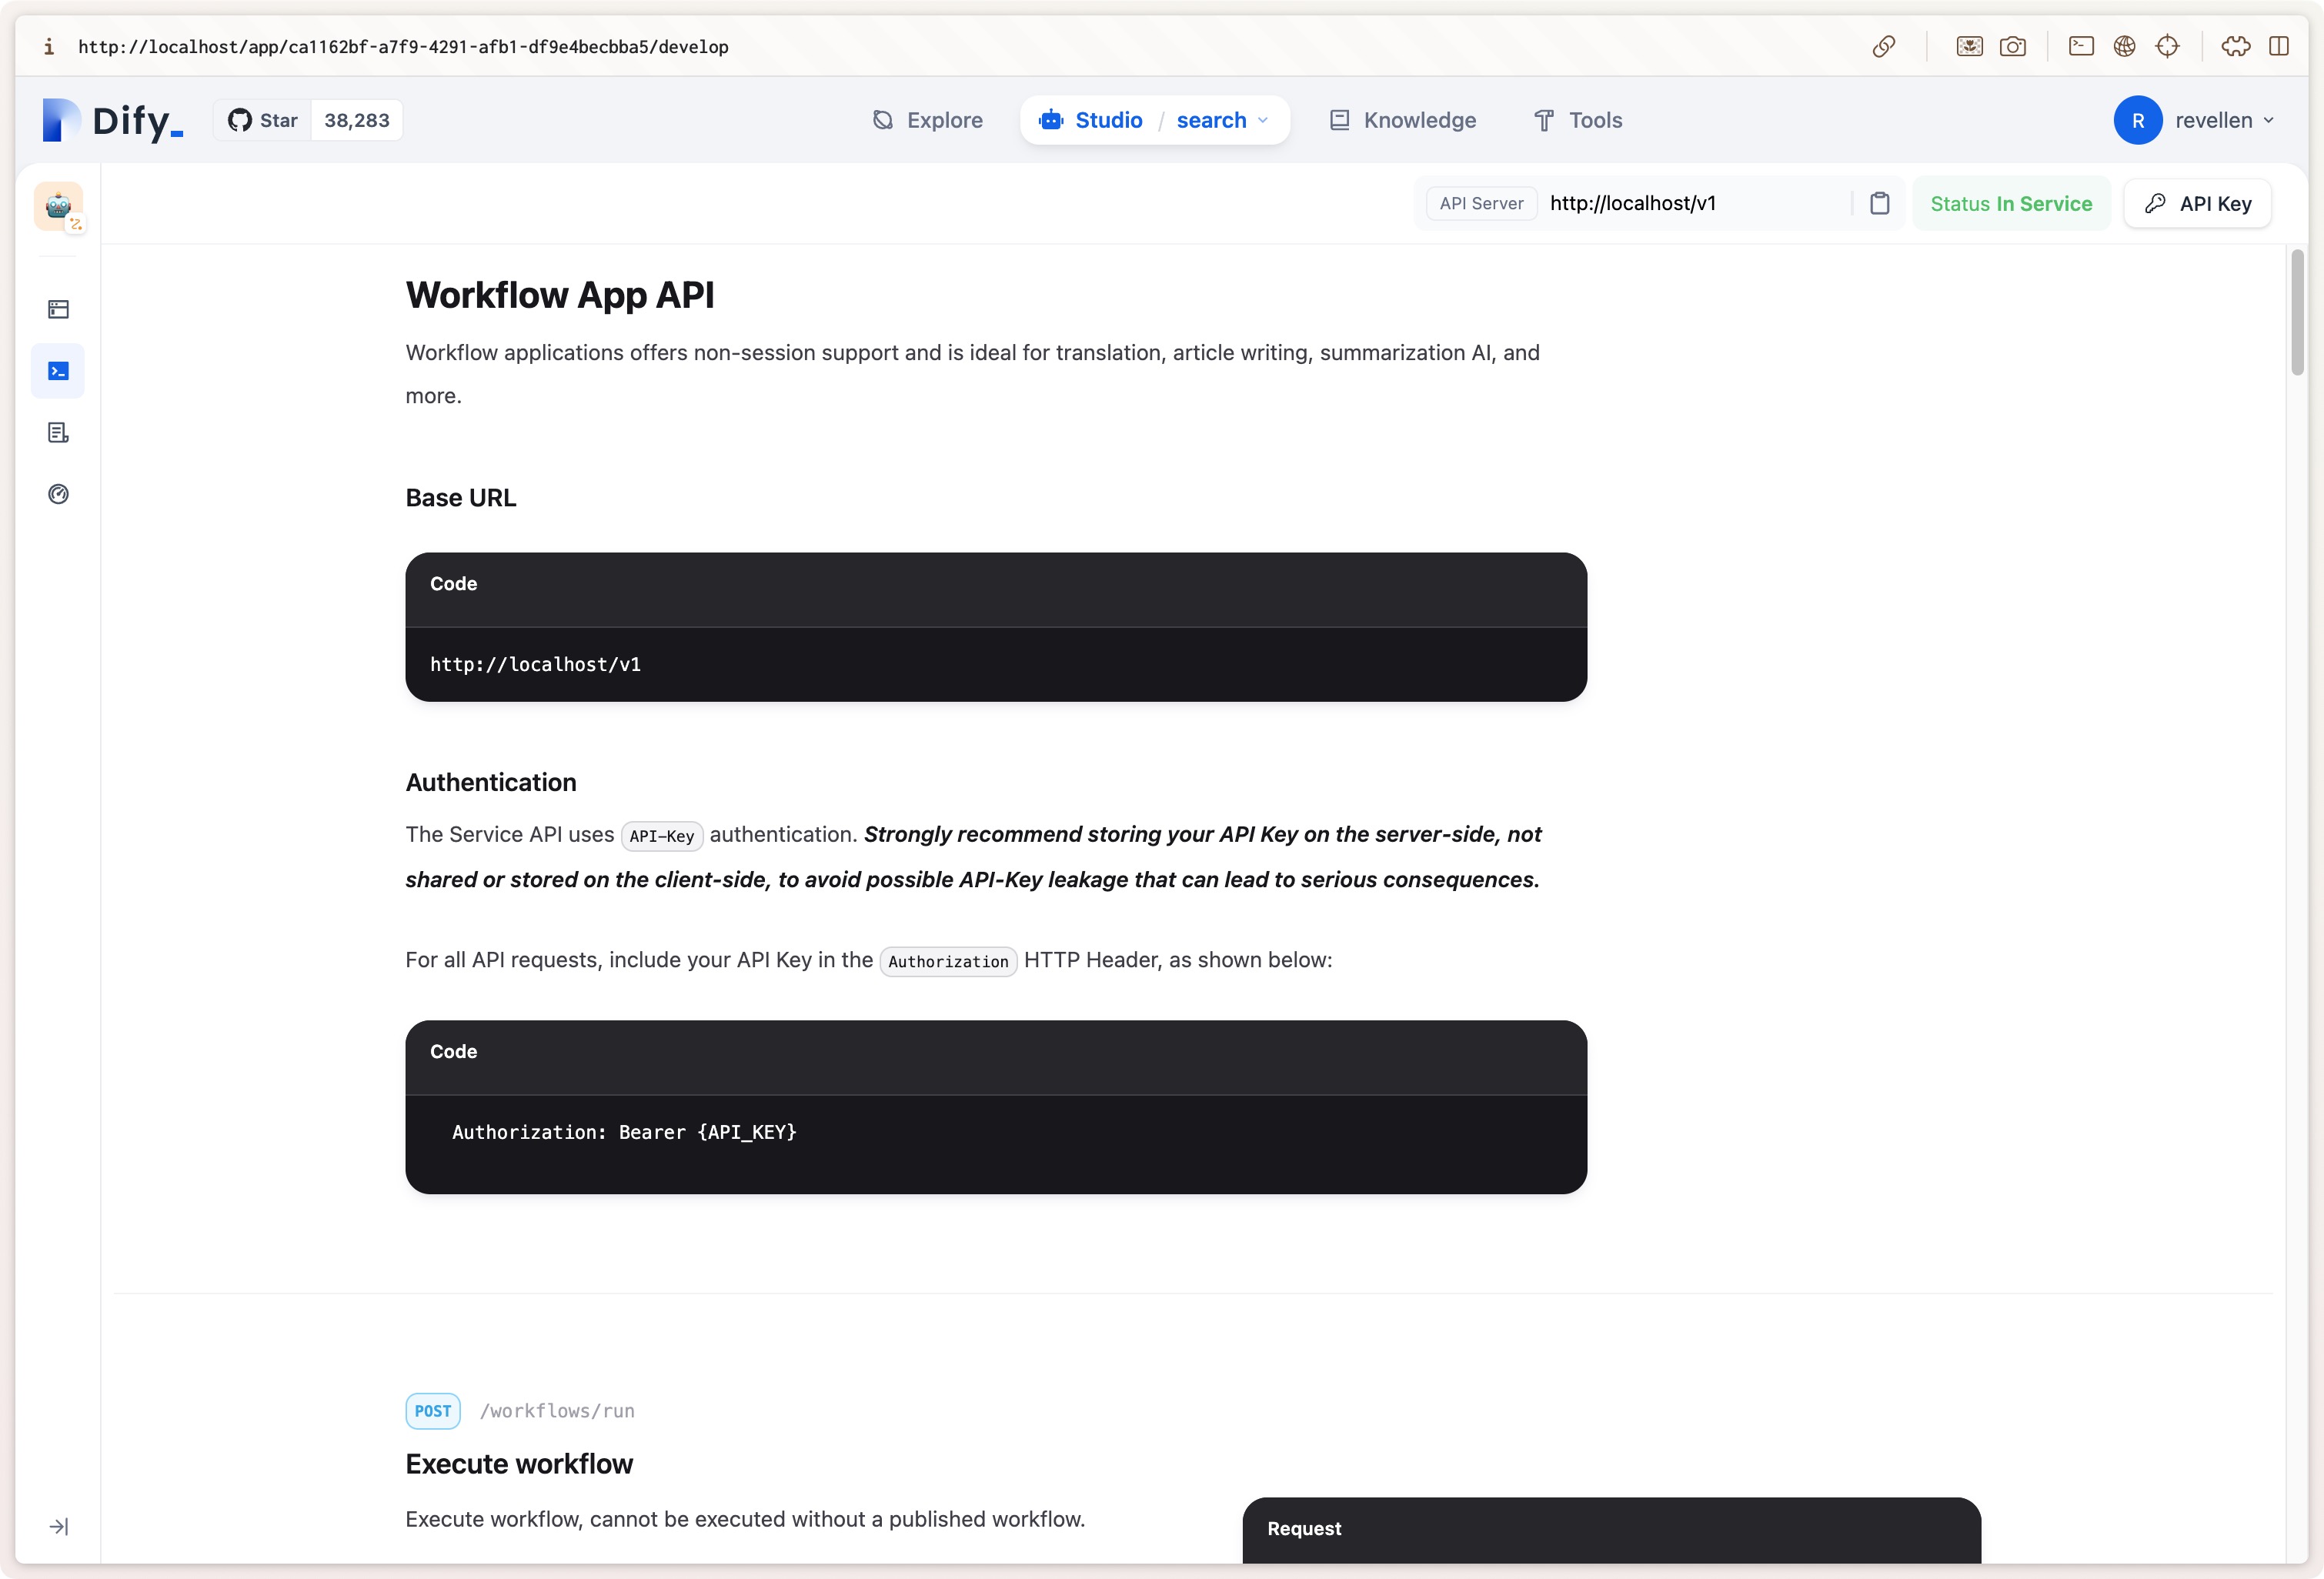 http://localhost/app/ca1162bf-a7f9-4291-afb1-df9e4becbba5/develop
Dify_
Star 38,283
Explore
Studio / search
Knowledge
Tools
R revellen
API Server http://localhost/v1
Status In Service
API Key
Workflow App API
Workflow applications offers non-session support and is ideal for translation, article writing, summarization AI, and
more.
Base URL
Code
http://localhost/v1
Authentication
The Service API uses API-Key authentication. Strongly recommend storing your API Key on the server-side, not
shared or stored on the client-side, to avoid possible API-Key leakage that can lead to serious consequences.
For all API requests, include your API Key in the Authorization HTTP Header, as shown below:
Code
Authorization: Bearer {API_KEY}
POST /workflows/run
Execute workflow
Execute workflow, cannot be executed without a published workflow.
Request